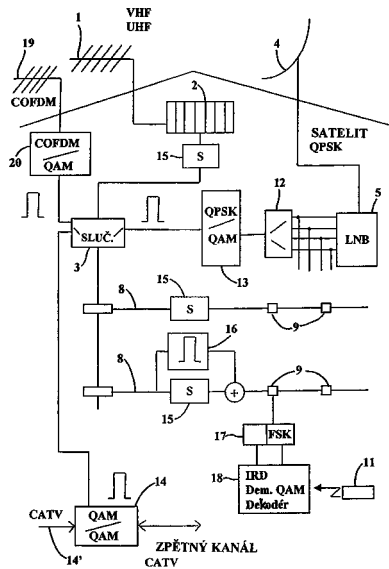 VHF
UHF
1
19
4
COFDM
2
SATELIT
QPSK
COFDM
QAM
20
15
S
12
5
LNB
QPSK
QAM
SLUČ.
3
13
8
15
S
9
16
8
S
15
+
9
17
FSK
18
IRD
Dem. QAM
Dekodér
11
14
CATV
QAM
QAM
14'
ZPĚTNÝ KANÁL
CATV